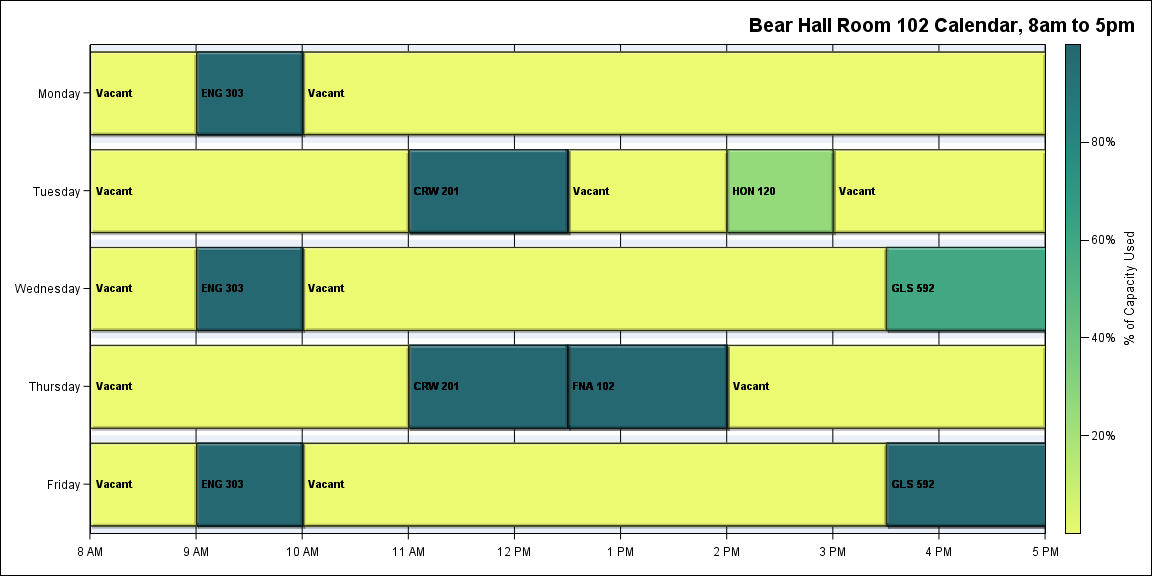 Bear Hall Room 102 Calendar, 8am to 5pm
Monday
Vacant
ENG 303
Vacant
80%
Tuesday
Vacant
CRW 201
Vacant
HON 120
Vacant
60%
% of Capacity Used
Wednesday
Vacant
ENG 303
Vacant
GLS 592
40%
Thursday
Vacant
CRW 201
FNA 102
Vacant
20%
Friday
Vacant
ENG 303
Vacant
GLS 592
8 AM
9 AM
10 AM
11 AM
12 PM
1 PM
2 PM
3 PM
4 PM
5 PM